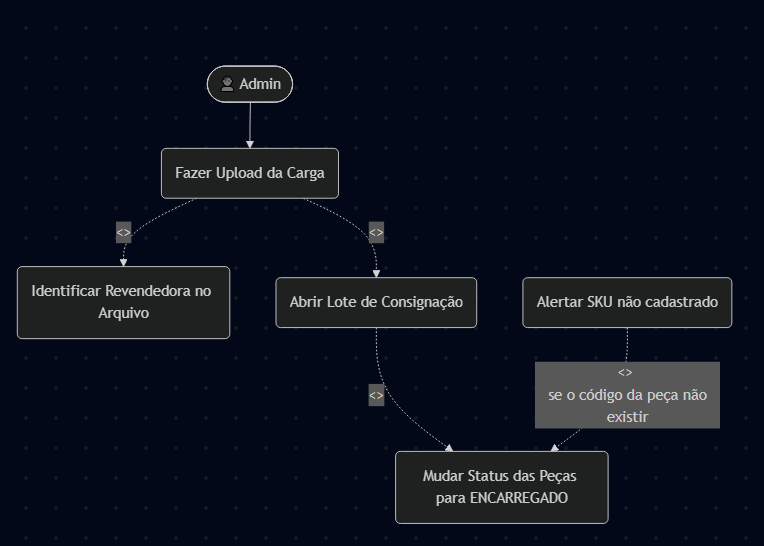 Admin
Fazer Upload da Carga
<>
<>
Identificar Revendedora no
Arquivo
Abrir Lote de Consignação
Alertar SKU não cadastrado
<>
<>
se o código da peça não
existir
Mudar Status das Peças
para ENCARREGADO